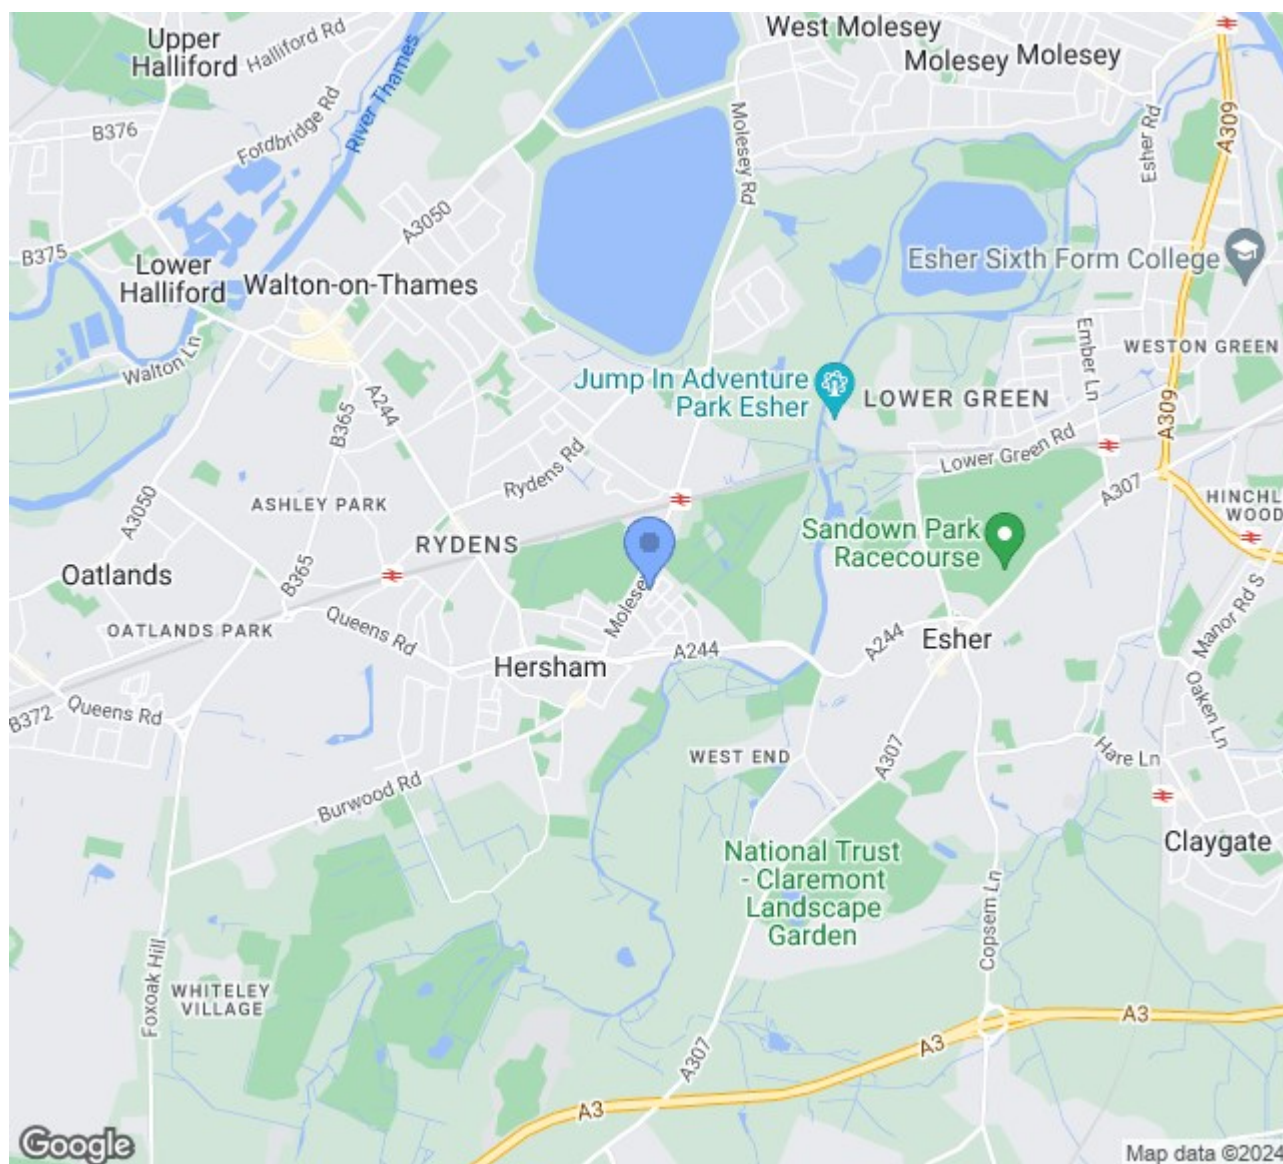 Upper
Halliford
Halliford Rd
West Molesey
Molesey
Molesey
B376
Fordbridge Rd
River Thames
Molesey Rd
Esher Rd
A309
B375
A3050
Lower
Halliford
Walton-on-Thames
Esher Sixth Form College
Walton Ln
A244
B365
Jump In Adventure
Park Esher
LOWER GREEN
Ember Ln
WESTON GREEN
A309
Lower Green Rd
Rydens Rd
A3050
ASHLEY PARK
RYDENS
Sandown Park
Racecourse
A307
HINCHL
WOOD
Oatlands
B365
OATLANDS PARK
Queens Rd
Molesey
Hersham
A244
A244
Esher
Manor Rd S
Oaken Ln
B372
Queens Rd
WEST END
A307
Hare Ln
Burwood Rd
Claygate
National Trust
- Claremont
Landscape
Garden
Copsem Ln
Foxoak Hill
WHITELEY
VILLAGE
A307
A3
A3
A3
Google
Map data ©2024